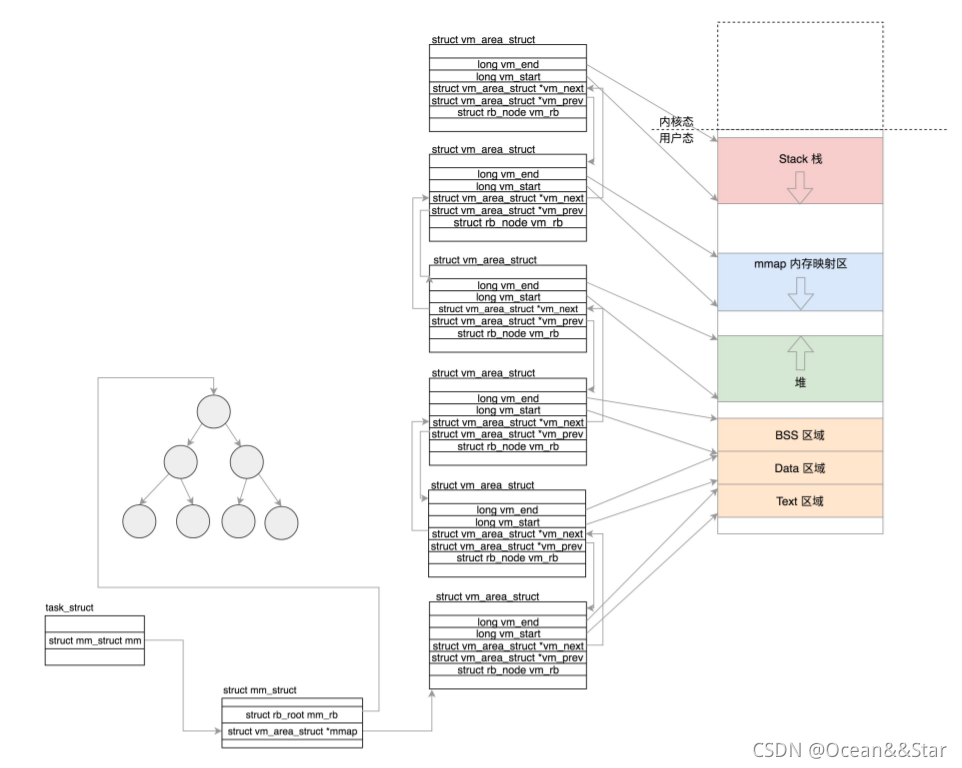 struct vm_area_struct
long vm_end
long vm_start
struct vm_area_struct *vm_next
struct vm_area_struct *vm_prev
struct rb_node vm_rb
struct vm_area_struct
long vm_end
long vm_start
struct vm_area_struct *vm_next
struct vm_area_struct *vm_prev
struct rb_node vm_rb
struct vm_area_struct
long vm_end
long vm_start
struct vm_area_struct *vm_next
struct vm_area_struct *vm_prev
struct rb_node vm_rb
struct vm_area_struct
long vm_end
long vm_start
struct vm_area_struct *vm_next
struct vm_area_struct *vm_prev
struct rb_node vm_rb
struct vm_area_struct
long vm_end
long vm_start
struct vm_area_struct *vm_next
struct vm_area_struct *vm_prev
struct rb_node vm_rb
struct vm_area_struct
long vm_end
long vm_start
struct vm_area_struct *vm_next
struct vm_area_struct *vm_prev
struct rb_node vm_rb
内核态
用户态
Stack 栈
mmap 内存映射区
堆
BSS 区域
Data 区域
Text 区域
task_struct
struct mm_struct mm
struct mm_struct
struct rb_root mm_rb
struct vm_area_struct *mmap
CSDN @Ocean&&Star